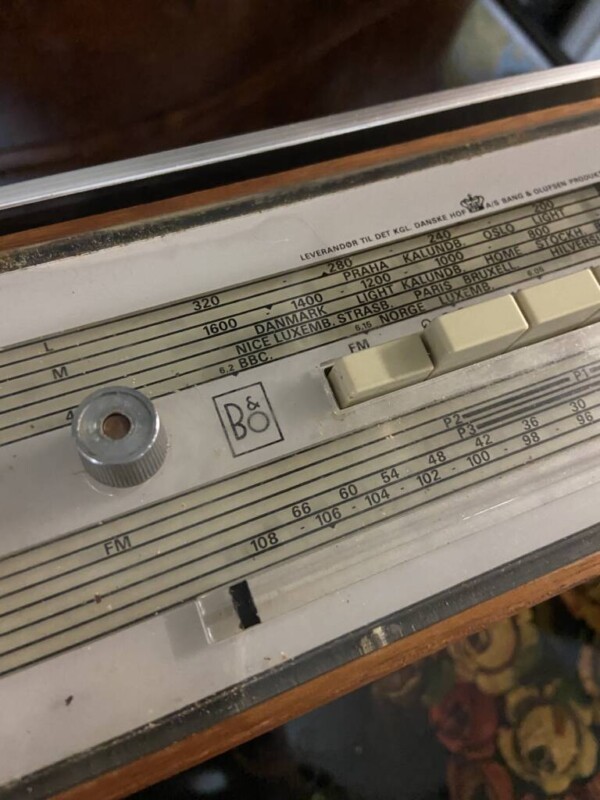 LEVERANDØR TIL DET KGL. DANSKE HOF A/S BANG & OLUFSEN PRODUKT
L 320 280 240 200
PRAHA KALUNDB. OSLO LIGHT
M 1600 1400 1200 1000 800
DANMARK LIGHT KALUNDB. HOME STOCKH
NICE LUXEMB. STRASB. PARIS BRUXELL. HILVERS
6.2 BBC. 6.15 NORGE LUXEMB. 6.05
FM
B&O
P1
P2
P3
66 60 54 48 42 36 30
FM 108 - 106 - 104 - 102 - 100 - 98 - 96